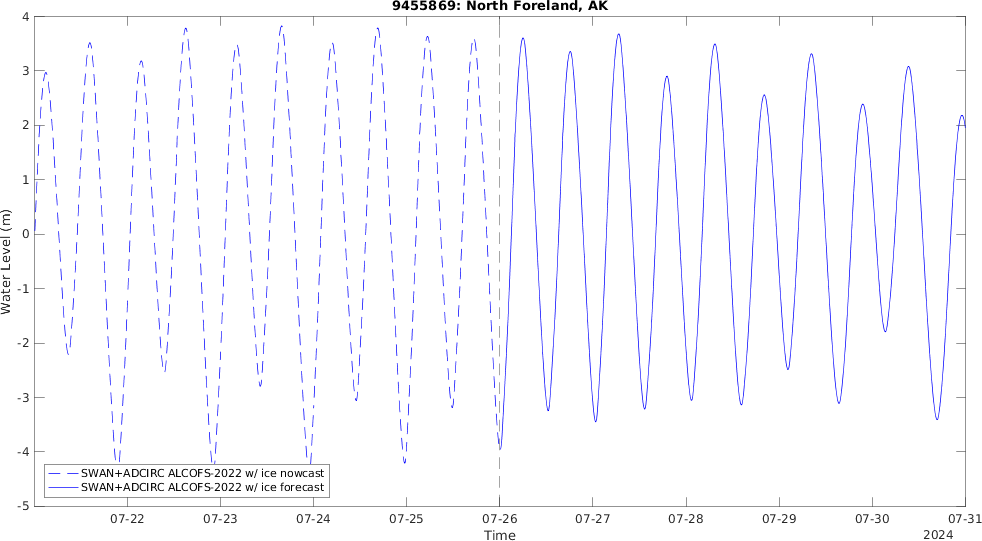 9455869: North Foreland, AK
Water Level (m)
4
3
2
1
0
-1
-2
-3
-4
-5
SWAN+ADCIRC ALCOFS-2022 w/ ice nowcast
SWAN+ADCIRC ALCOFS-2022 w/ ice forecast
07-22 07-23 07-24 07-25 07-26 07-27 07-28 07-29 07-30 07-31
Time
2024